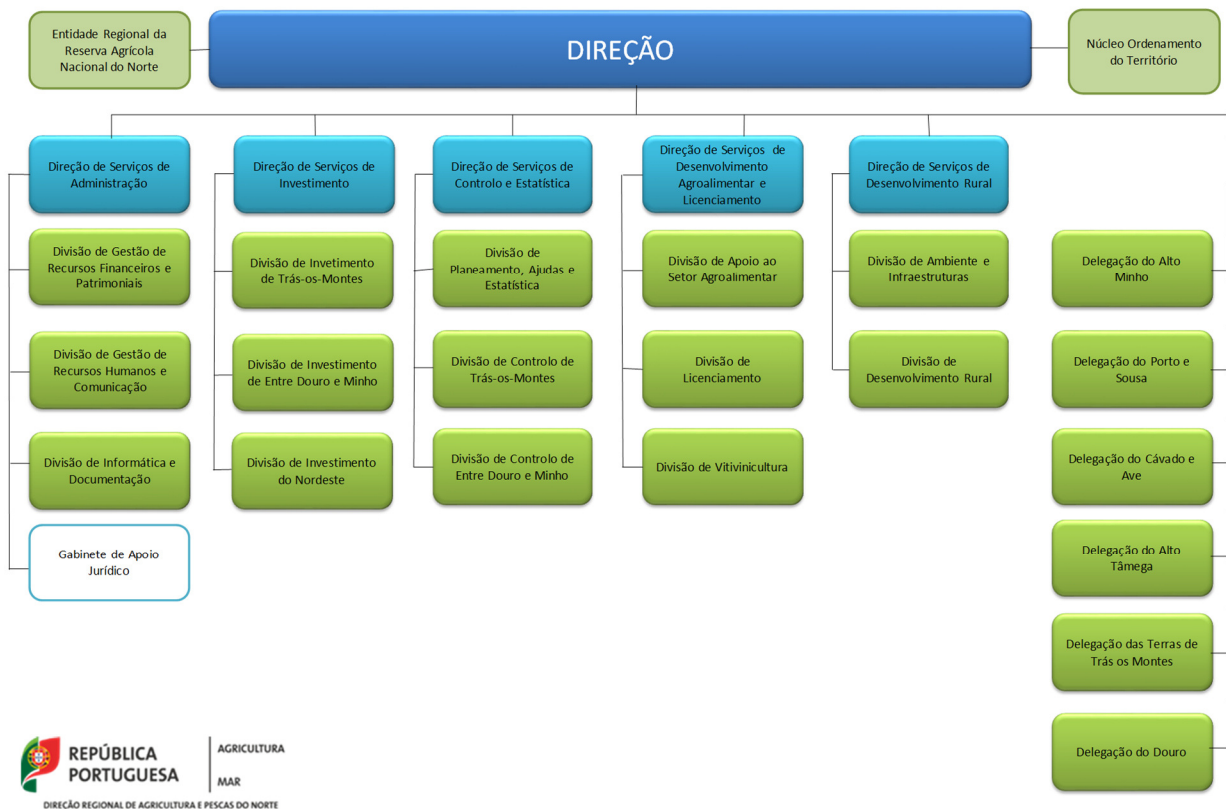 Entidade Regional da
Reserva Agrícola
Nacional do Norte
DIREÇÃO
Núcleo Ordenamento
do Território
Direção de Serviços de
Administração
Divisão de Gestão de
Recursos Financeiros e
Patrimoniais
Divisão de Gestão de
Recursos Humanos e
Comunicação
Divisão de Informática e
Documentação
Gabinete de Apoio
Jurídico
Direção de Serviços de
Investimento
Divisão de Invetimento
de Trás-os-Montes
Divisão de Investimento
de Entre Douro e Minho
Divisão de Investimento
do Nordeste
Direção de Serviços de
Controlo e Estatística
Divisão de
Planeamento, Ajudas e
Estatística
Divisão de Controlo de
Trás-os-Montes
Divisão de Controlo de
Entre Douro e Minho
Direção de Serviços de
Desenvolvimento
Agroalimentar e
Licenciamento
Divisão de Apoio ao
Setor Agroalimentar
Divisão de
Licenciamento
Divisão de Vitivinicultura
Direção de Serviços de
Desenvolvimento Rural
Divisão de Ambiente e
Infraestruturas
Divisão de
Desenvolvimento Rural
Delegação do Alto
Minho
Delegação do Porto e
Sousa
Delegação do Cávado e
Ave
Delegação do Alto
Tâmega
Delegação das Terras de
Trás os Montes
Delegação do Douro
REPÚBLICA
PORTUGUESA
AGRICULTURA
MAR
DIREÇÃO REGIONAL DE AGRICULTURA E PESCAS DO NORTE